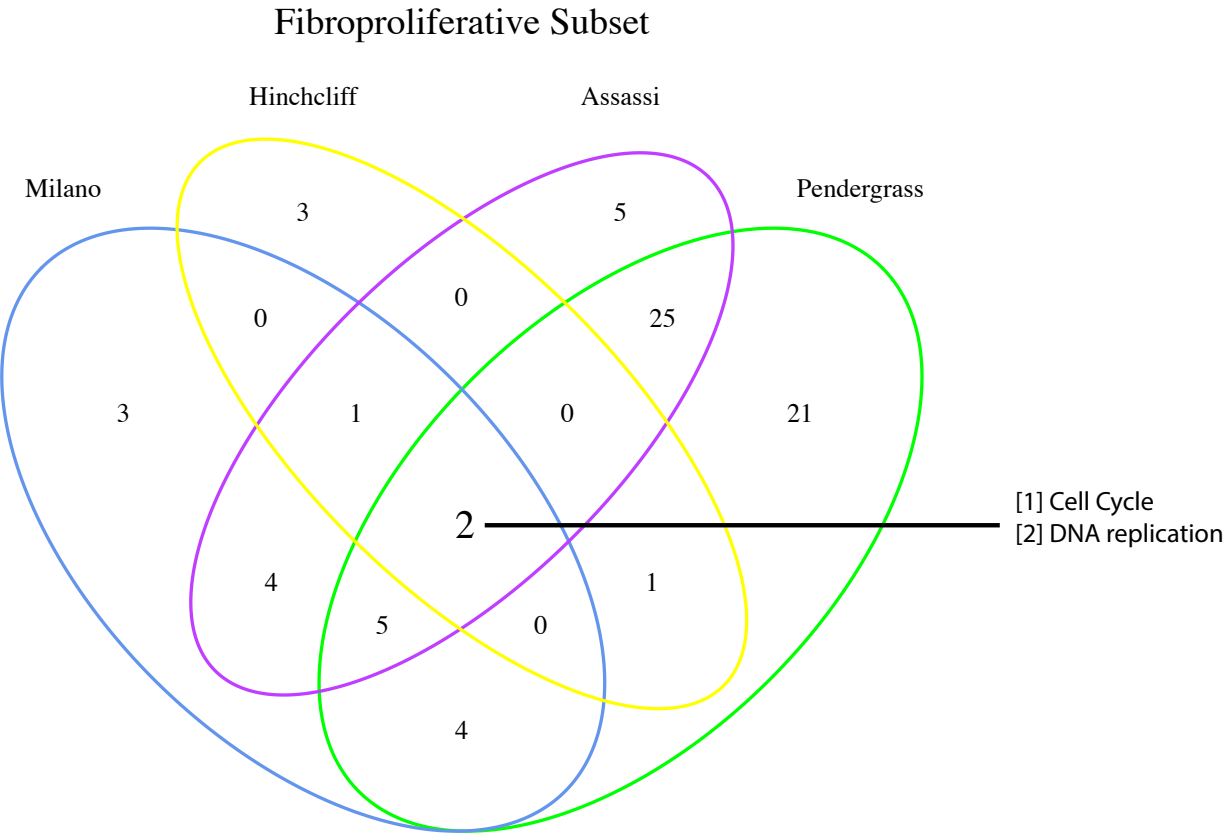 Fibroproliferative Subset
Hinchcliff
Assassi
Milano
Pendergrass
3
5
0
0
25
3
1
0
21
[1] Cell Cycle
2
[2] DNA replication
4
1
5
0
4